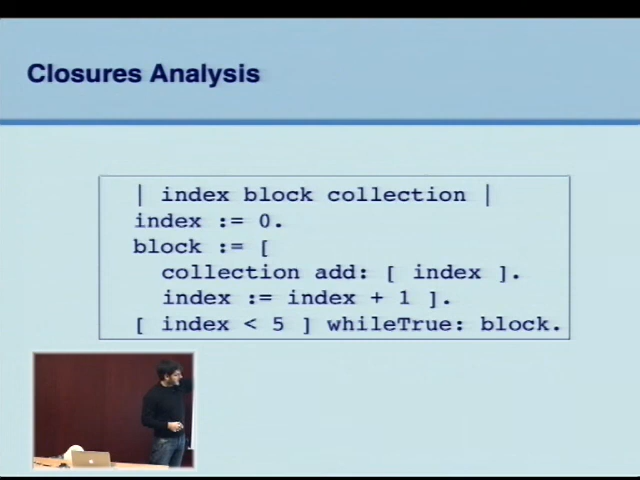 Closures Analysis
| index block collection |
index := 0.
block := [
collection add: [ index ].
index := index + 1 ].
[ index < 5 ] whileTrue: block.